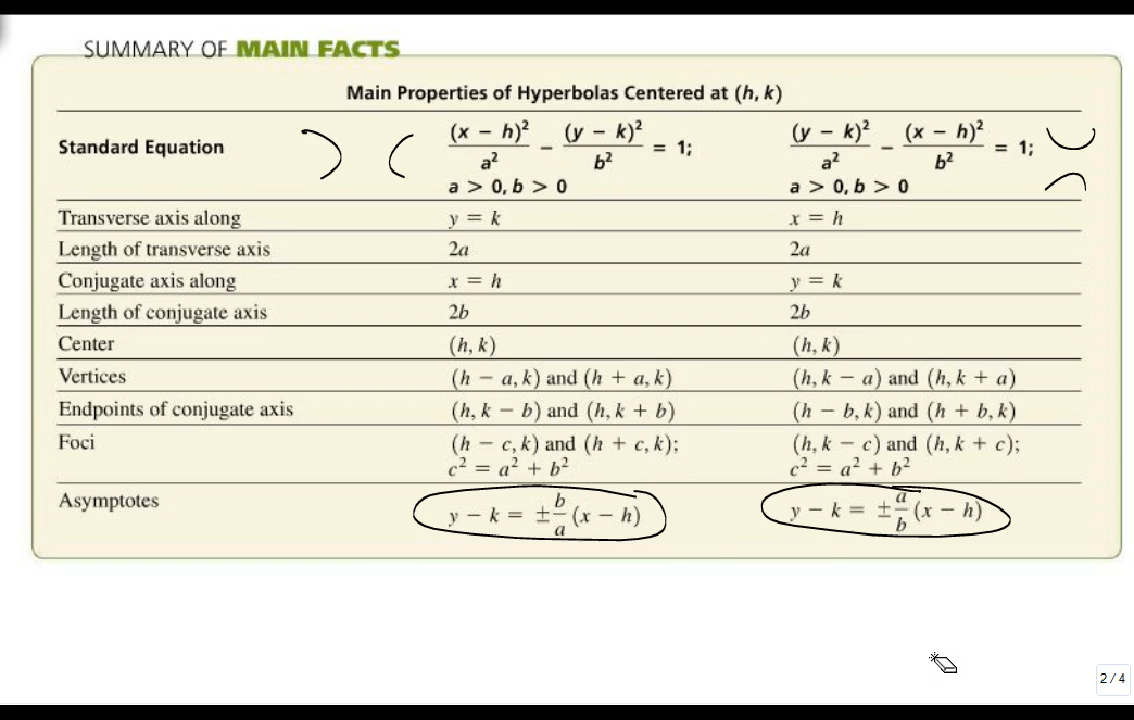 SUMMARY OF MAIN FACTS
Main Properties of Hyperbolas Centered at (h, k)
Standard Equation (x − h)²/a² − (y − k)²/b² = 1; (y − k)²/a² − (x − h)²/b² = 1;
a > 0, b > 0 a > 0, b > 0
Transverse axis along y = k x = h
Length of transverse axis 2a 2a
Conjugate axis along x = h y = k
Length of conjugate axis 2b 2b
Center (h, k) (h, k)
Vertices (h − a, k) and (h + a, k) (h, k − a) and (h, k + a)
Endpoints of conjugate axis (h, k − b) and (h, k + b) (h − b, k) and (h + b, k)
Foci (h − c, k) and (h + c, k); (h, k − c) and (h, k + c);
c² = a² + b² c² = a² + b²
Asymptotes y − k = ±b/a (x − h) y − k = ±a/b (x − h)
2/4